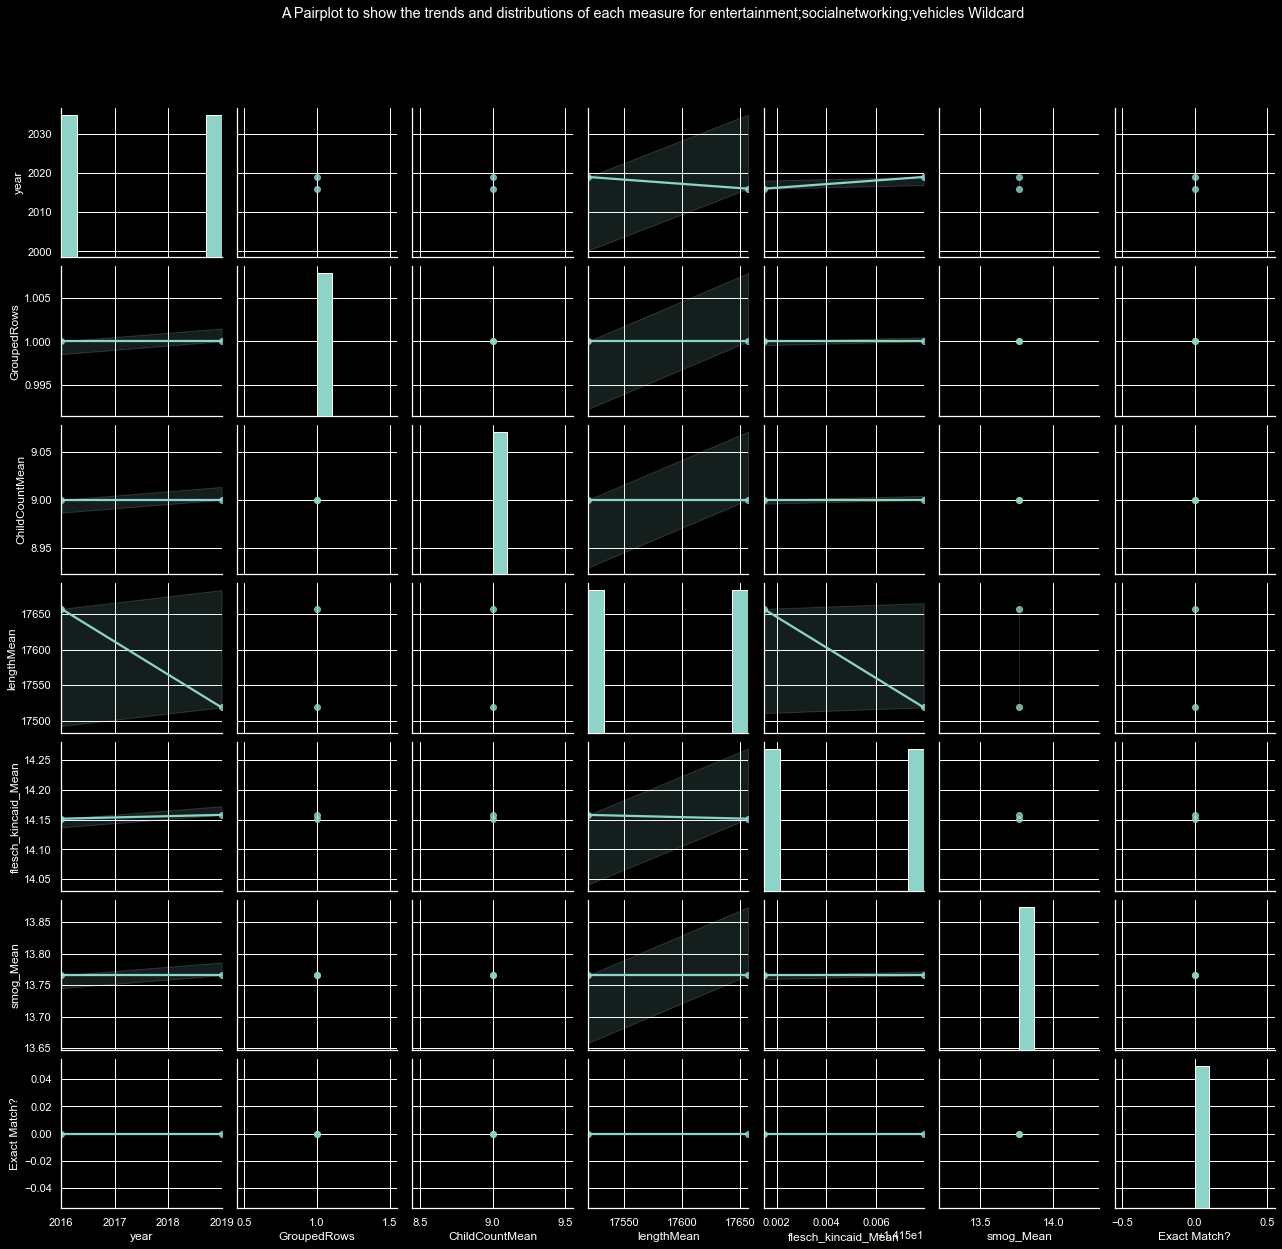 A Pairplot to show the trends and distributions of each measure for entertainment;socialnetworking;vehicles Wildcard
2030
2020
2010
2000
year
1.005
1.000
0.995
GroupedRows
9.05
9.00
8.95
ChildCountMean
17650
17600
17550
17500
lengthMean
14.25
14.20
14.15
14.10
14.05
flesch_kincaid_Mean
13.85
13.80
13.75
13.70
13.65
smog_Mean
0.04
0.02
0.00
−0.02
−0.04
Exact Match?
2016 2017 2018 2019
year
0.5 1.0 1.5
GroupedRows
8.5 9.0 9.5
ChildCountMean
17550 17600 17650
lengthMean
0.002 0.004 0.006
+1.415e1
flesch_kincaid_Mean
13.5 14.0
smog_Mean
−0.5 0.0 0.5
Exact Match?